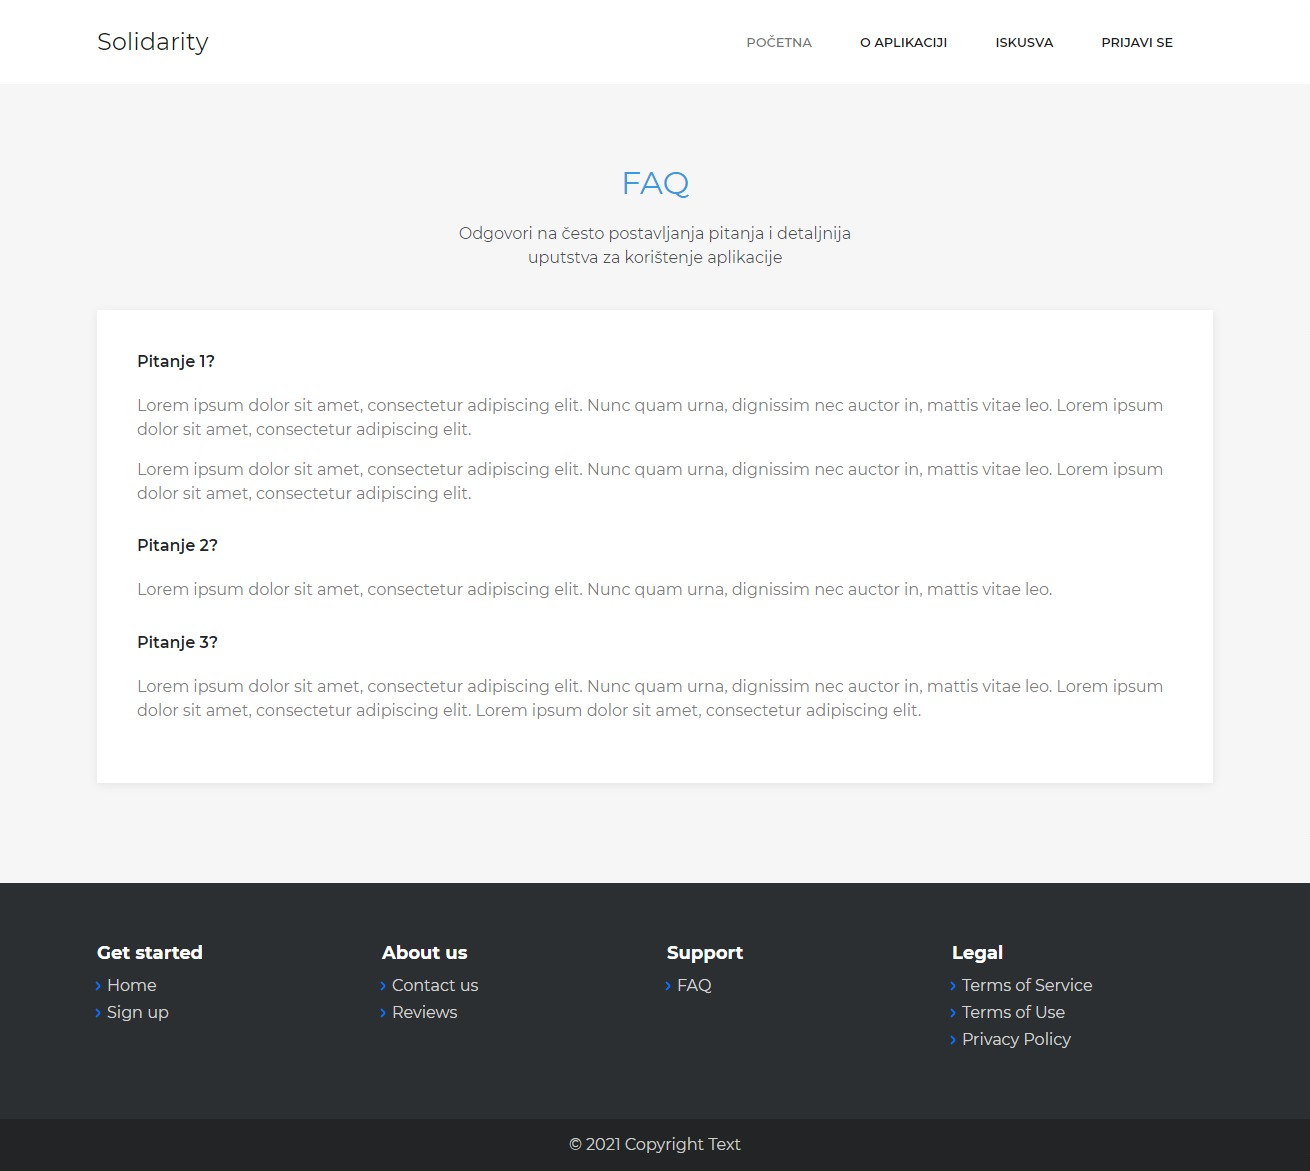 Solidarity
POČETNA O APLIKACIJI ISKUSVA PRIJAVI SE
FAQ
Odgovori na često postavljanja pitanja i detaljnija
uputstva za korištenje aplikacije
Pitanje 1?
Lorem ipsum dolor sit amet, consectetur adipiscing elit. Nunc quam urna, dignissim nec auctor in, mattis vitae leo. Lorem ipsum
dolor sit amet, consectetur adipiscing elit.
Lorem ipsum dolor sit amet, consectetur adipiscing elit. Nunc quam urna, dignissim nec auctor in, mattis vitae leo. Lorem ipsum
dolor sit amet, consectetur adipiscing elit.
Pitanje 2?
Lorem ipsum dolor sit amet, consectetur adipiscing elit. Nunc quam urna, dignissim nec auctor in, mattis vitae leo.
Pitanje 3?
Lorem ipsum dolor sit amet, consectetur adipiscing elit. Nunc quam urna, dignissim nec auctor in, mattis vitae leo. Lorem ipsum
dolor sit amet, consectetur adipiscing elit. Lorem ipsum dolor sit amet, consectetur adipiscing elit.
Get started
Home
Sign up
About us
Contact us
Reviews
Support
FAQ
Legal
Terms of Service
Terms of Use
Privacy Policy
© 2021 Copyright Text